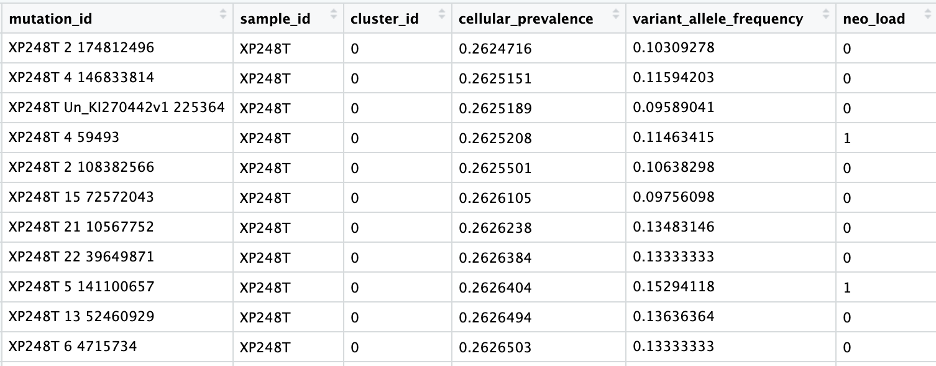 mutation_id sample_id cluster_id cellular_prevalence variant_allele_frequency neo_load
XP248T 2 174812496 XP248T 0 0.2624716 0.10309278 0
XP248T 4 146833814 XP248T 0 0.2625151 0.11594203 0
XP248T Un_KI270442v1 225364 XP248T 0 0.2625189 0.09589041 0
XP248T 4 59493 XP248T 0 0.2625208 0.11463415 1
XP248T 2 108382566 XP248T 0 0.2625501 0.10638298 0
XP248T 15 72572043 XP248T 0 0.2626105 0.09756098 0
XP248T 21 10567752 XP248T 0 0.2626238 0.13483146 0
XP248T 22 39649871 XP248T 0 0.2626384 0.13333333 0
XP248T 5 141100657 XP248T 0 0.2626404 0.15294118 1
XP248T 13 52460929 XP248T 0 0.2626494 0.13636364 0
XP248T 6 4715734 XP248T 0 0.2626503 0.13333333 0